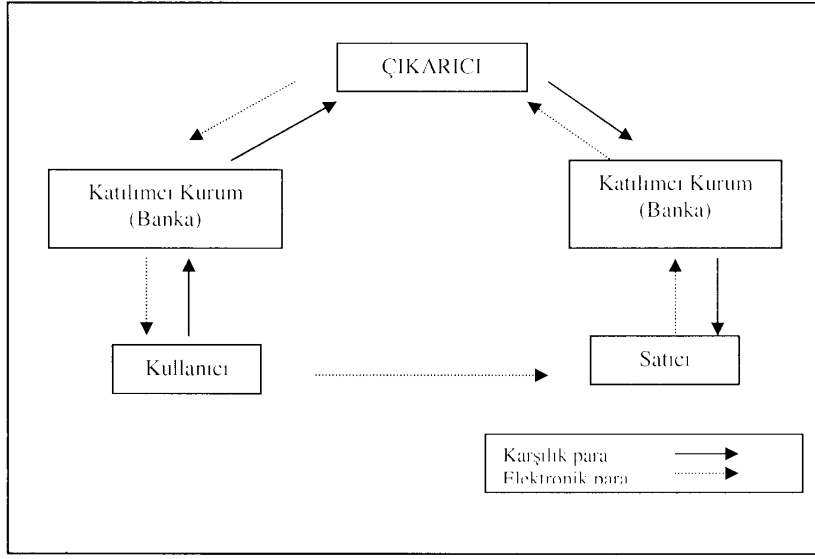 ÇIKARICI
Katılımcı Kurum
(Banka)
Katılımcı Kurum
(Banka)
Kullanıcı
Satıcı
Karşılık para
Elektronik para